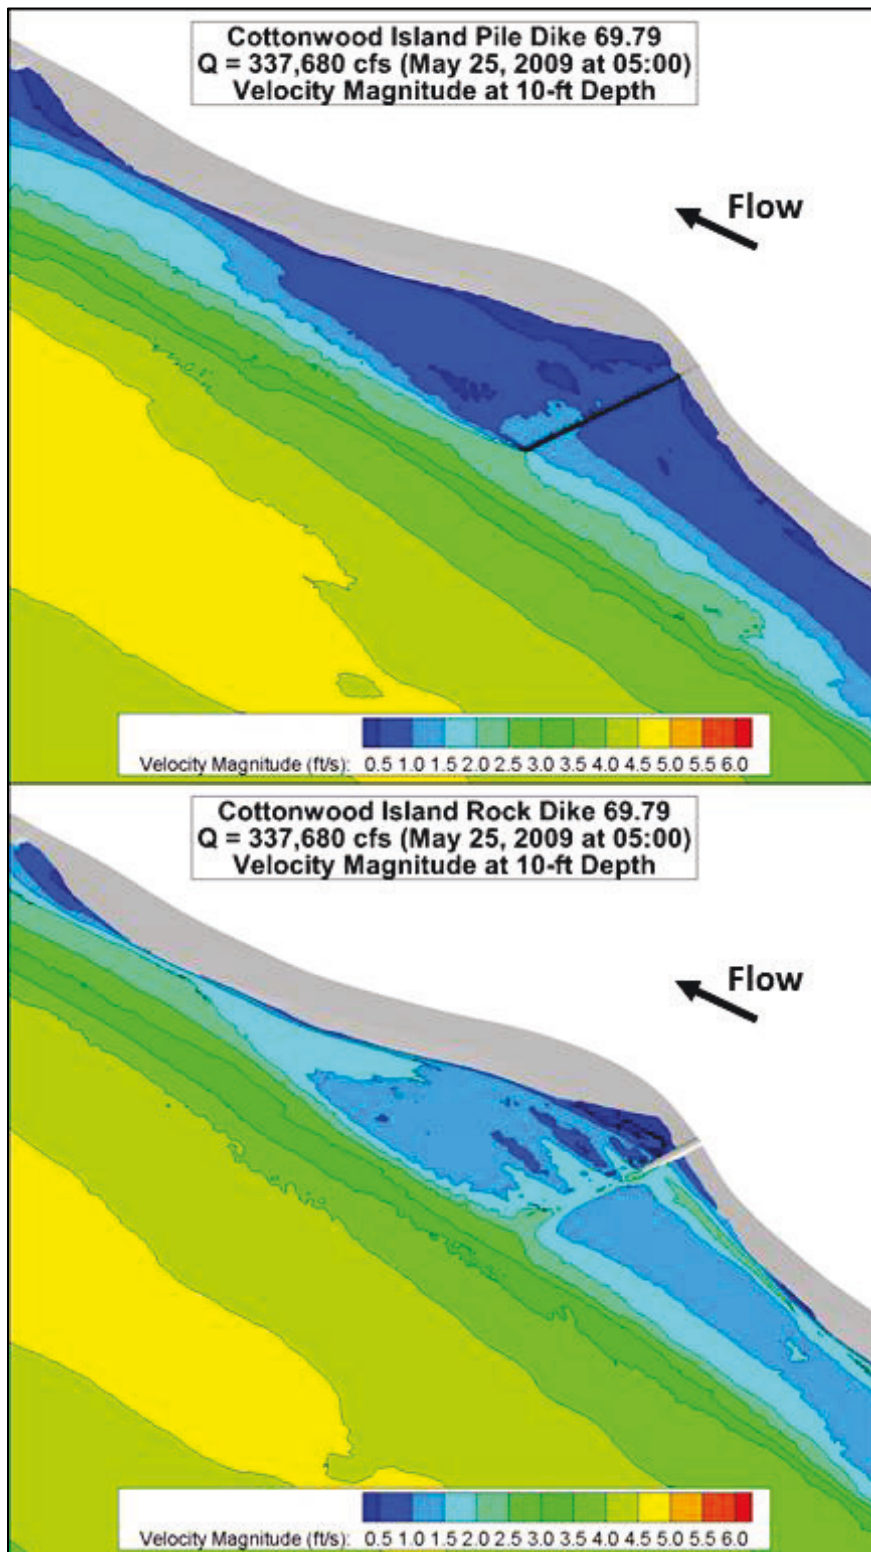 Cottonwood Island Pile Dike 69.79
Q = 337,680 cfs (May 25, 2009 at 05:00)
Velocity Magnitude at 10-ft Depth
Flow
Velocity Magnitude (ft/s): 0.5 1.0 1.5 2.0 2.5 3.0 3.5 4.0 4.5 5.0 5.5 6.0
Cottonwood Island Rock Dike 69.79
Q = 337,680 cfs (May 25, 2009 at 05:00)
Velocity Magnitude at 10-ft Depth
Flow
Velocity Magnitude (ft/s): 0.5 1.0 1.5 2.0 2.5 3.0 3.5 4.0 4.5 5.0 5.5 6.0